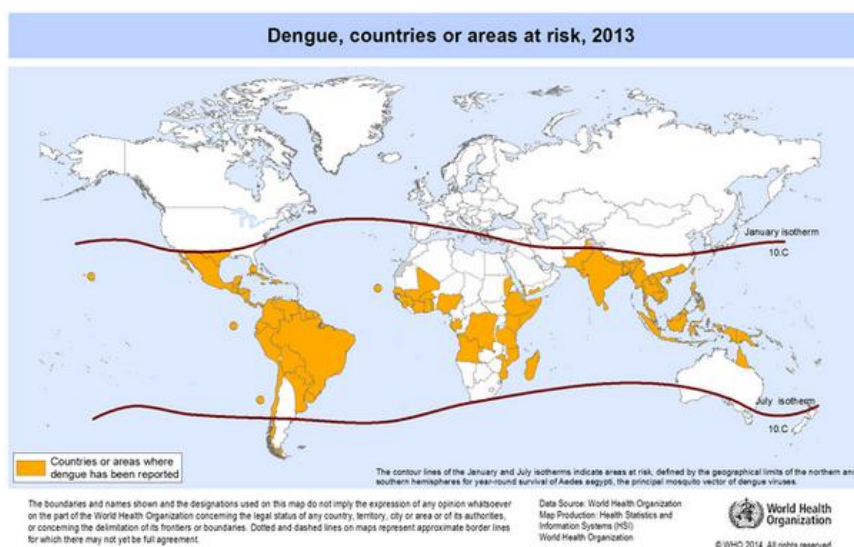 Dengue, countries or areas at risk, 2013
January isotherm
10.C
July isotherm
10.C
Countries or areas where
dengue has been reported
The contour lines of the January and July isotherms indicate areas at risk, defined by the geographical limits of the northern and
southern hemispheres for year-round survival of Aedes aegypti, the principal mosquito vector of dengue viruses.
The boundaries and names shown and the designations used on this map do not imply the expression of any opinion whatsoever
on the part of the World Health Organization concerning the legal status of any country, territory, city or area or of its authorities,
or concerning the delimitation of its frontiers or boundaries. Dotted and dashed lines on maps represent approximate border lines
for which there may not yet be full agreement.
Data Source: World Health Organization
Map Production: Health Statistics and
Information Systems (HSI)
World Health Organization
World Health
Organization
© WHO 2014. All rights reserved.